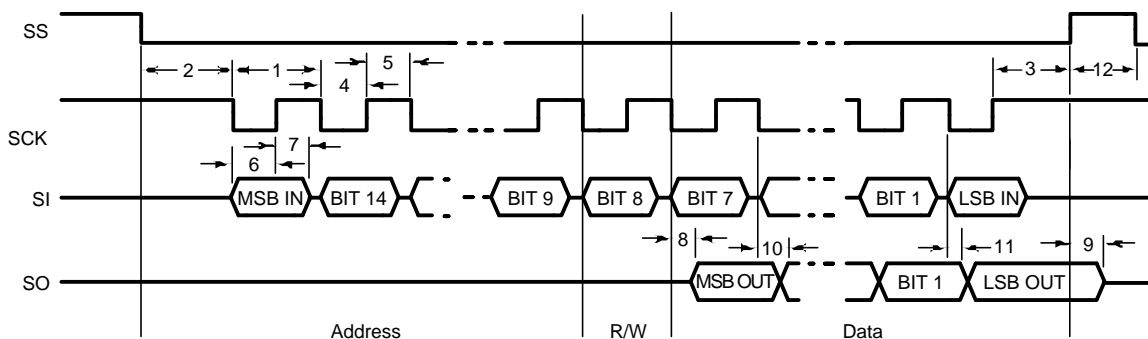 SS
5
2 1 4 3 12
SCK
7
6
SI MSB IN BIT 14 BIT 9 BIT 8 BIT 7 BIT 1 LSB IN
8 10 11 9
SO MSB OUT BIT 1 LSB OUT
Address R/W Data